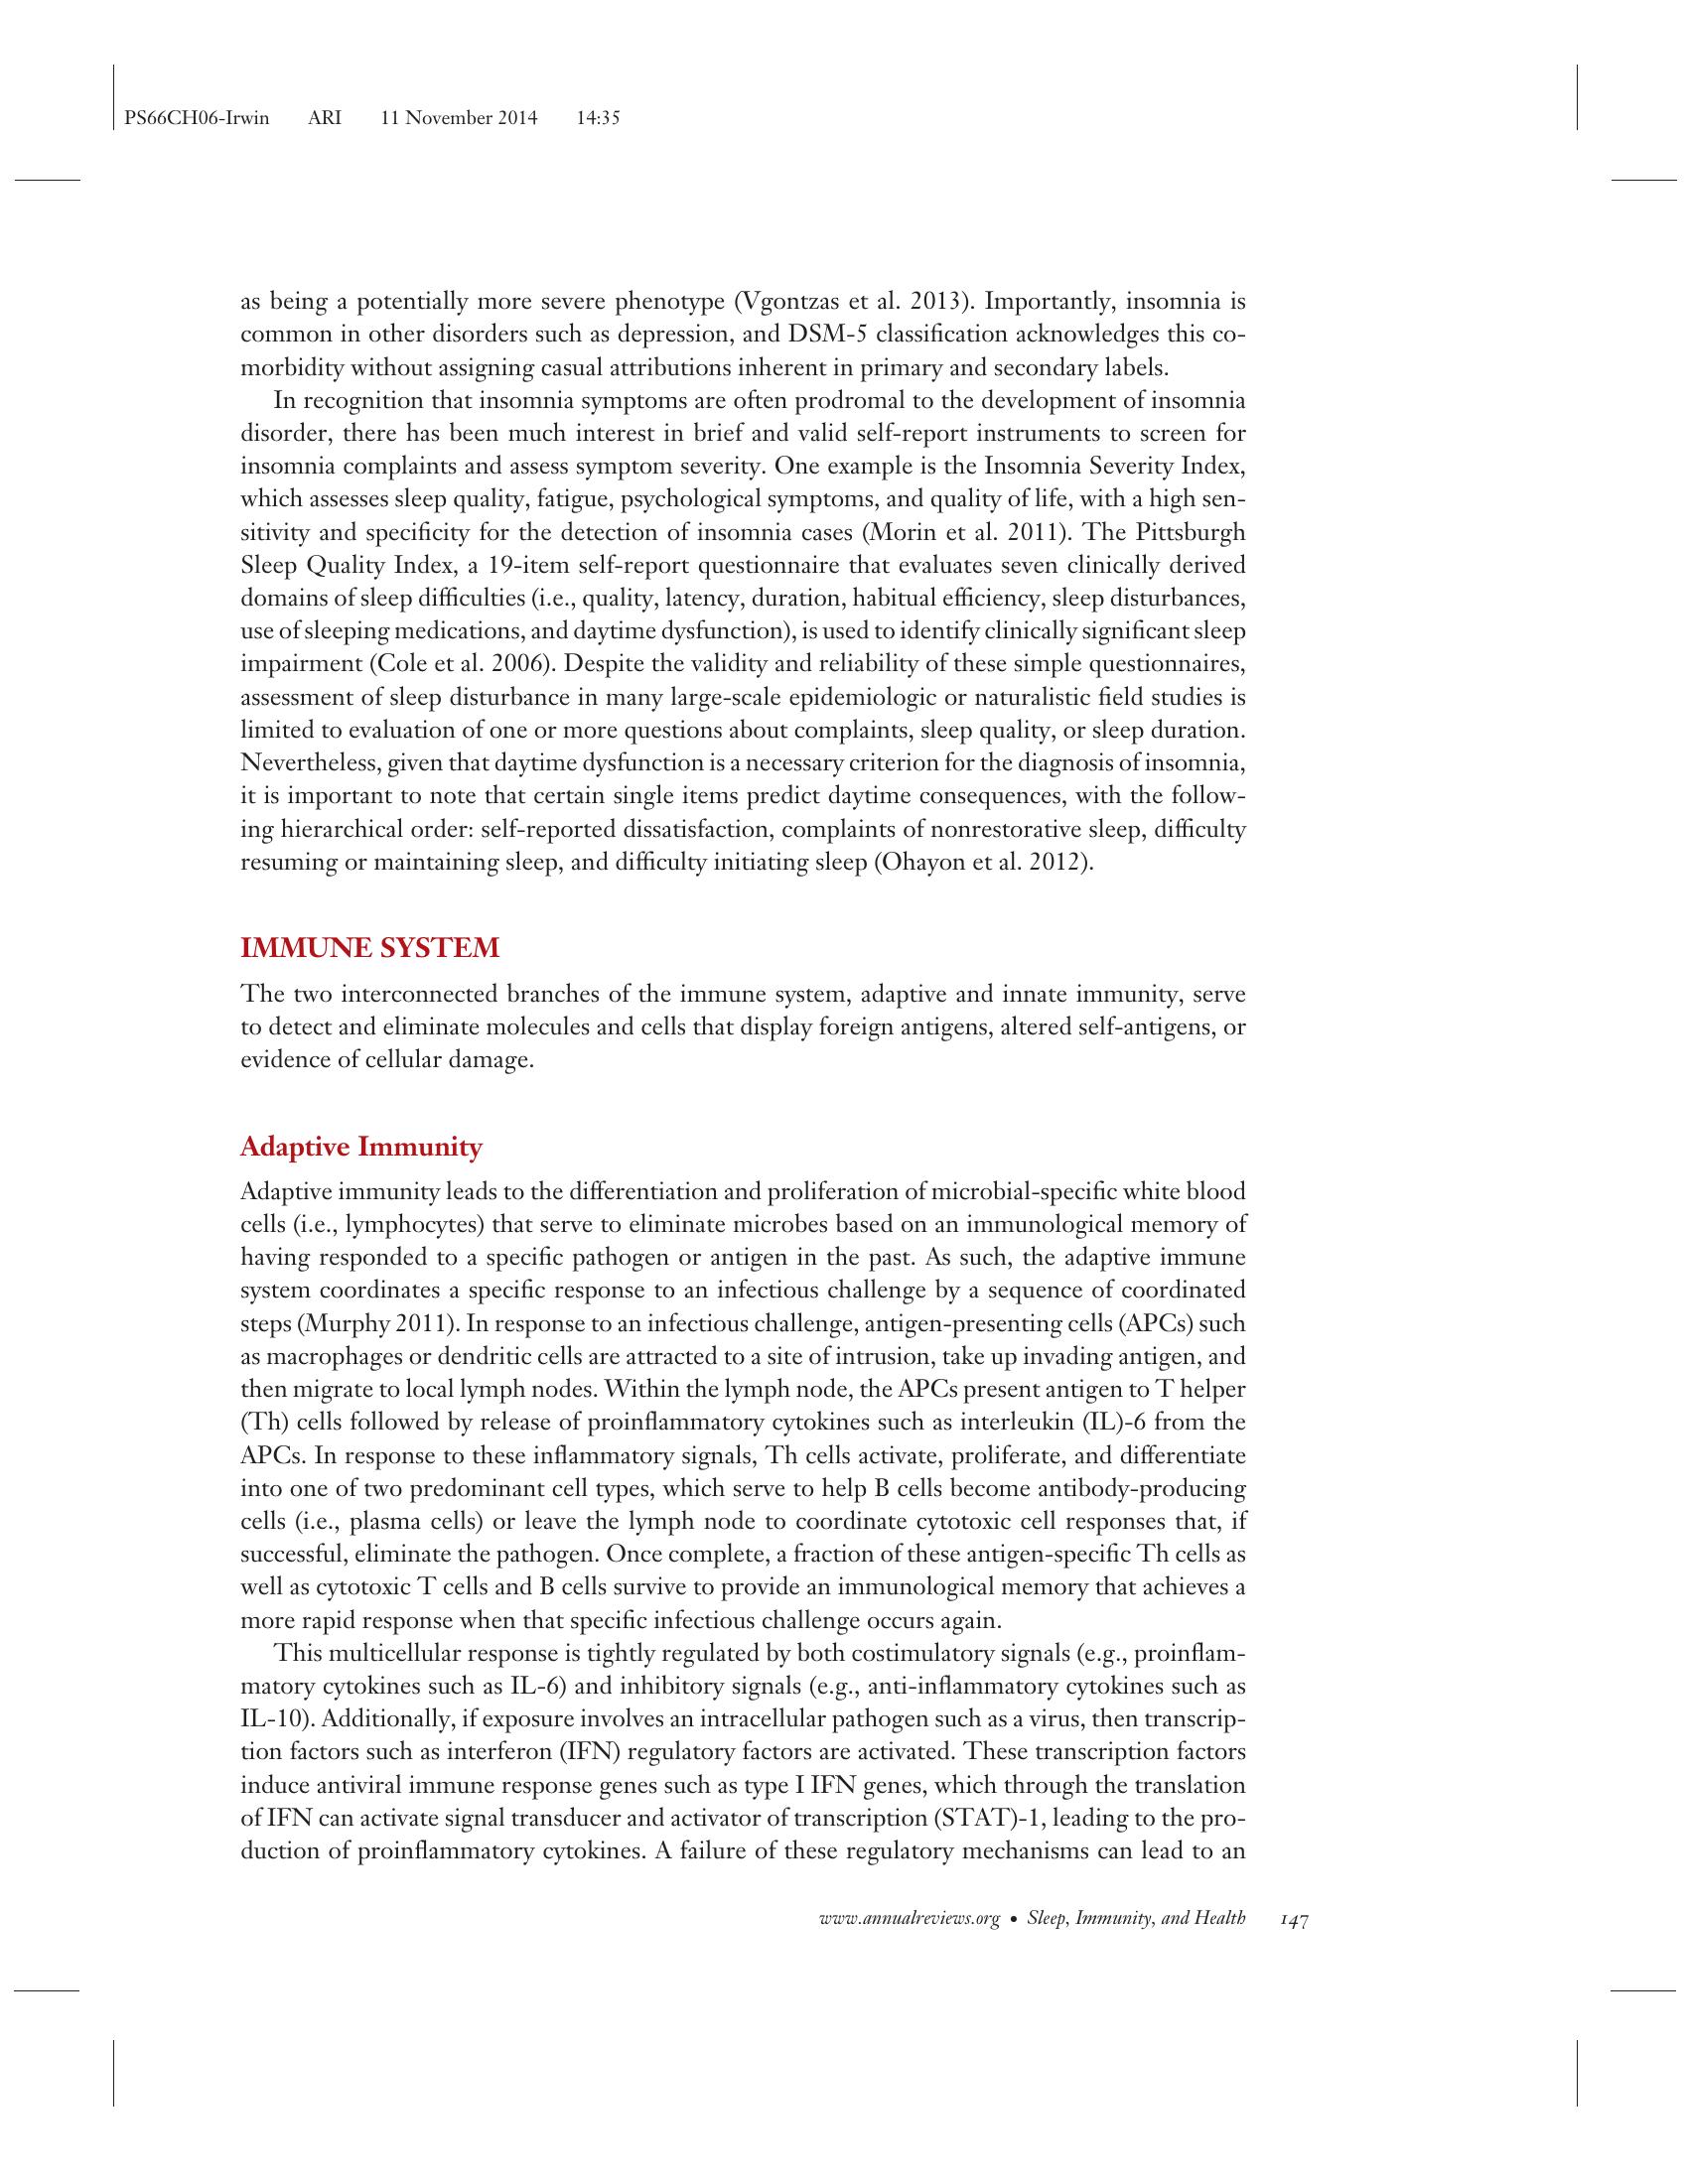 PS66CH06-Irwin ARI 11 November 2014 14:35
as being a potentially more severe phenotype (Vgontzas et al. 2013). Importantly, insomnia is
common in other disorders such as depression, and DSM-5 classification acknowledges this co-
morbidity without assigning casual attributions inherent in primary and secondary labels.
In recognition that insomnia symptoms are often prodromal to the development of insomnia
disorder, there has been much interest in brief and valid self-report instruments to screen for
insomnia complaints and assess symptom severity. One example is the Insomnia Severity Index,
which assesses sleep quality, fatigue, psychological symptoms, and quality of life, with a high sen-
sitivity and specificity for the detection of insomnia cases (Morin et al. 2011). The Pittsburgh
Sleep Quality Index, a 19-item self-report questionnaire that evaluates seven clinically derived
domains of sleep difficulties (i.e., quality, latency, duration, habitual efficiency, sleep disturbances,
use of sleeping medications, and daytime dysfunction), is used to identify clinically significant sleep
impairment (Cole et al. 2006). Despite the validity and reliability of these simple questionnaires,
assessment of sleep disturbance in many large-scale epidemiologic or naturalistic field studies is
limited to evaluation of one or more questions about complaints, sleep quality, or sleep duration.
Nevertheless, given that daytime dysfunction is a necessary criterion for the diagnosis of insomnia,
it is important to note that certain single items predict daytime consequences, with the follow-
ing hierarchical order: self-reported dissatisfaction, complaints of nonrestorative sleep, difficulty
resuming or maintaining sleep, and difficulty initiating sleep (Ohayon et al. 2012).
IMMUNE SYSTEM
The two interconnected branches of the immune system, adaptive and innate immunity, serve
to detect and eliminate molecules and cells that display foreign antigens, altered self-antigens, or
evidence of cellular damage.
Adaptive Immunity
Adaptive immunity leads to the differentiation and proliferation of microbial-specific white blood
cells (i.e., lymphocytes) that serve to eliminate microbes based on an immunological memory of
having responded to a specific pathogen or antigen in the past. As such, the adaptive immune
system coordinates a specific response to an infectious challenge by a sequence of coordinated
steps (Murphy 2011). In response to an infectious challenge, antigen-presenting cells (APCs) such
as macrophages or dendritic cells are attracted to a site of intrusion, take up invading antigen, and
then migrate to local lymph nodes. Within the lymph node, the APCs present antigen to T helper
(Th) cells followed by release of proinflammatory cytokines such as interleukin (IL)-6 from the
APCs. In response to these inflammatory signals, Th cells activate, proliferate, and differentiate
into one of two predominant cell types, which serve to help B cells become antibody-producing
cells (i.e., plasma cells) or leave the lymph node to coordinate cytotoxic cell responses that, if
successful, eliminate the pathogen. Once complete, a fraction of these antigen-specific Th cells as
well as cytotoxic T cells and B cells survive to provide an immunological memory that achieves a
more rapid response when that specific infectious challenge occurs again.
This multicellular response is tightly regulated by both costimulatory signals (e.g., proinflam-
matory cytokines such as IL-6) and inhibitory signals (e.g., anti-inflammatory cytokines such as
IL-10). Additionally, if exposure involves an intracellular pathogen such as a virus, then transcrip-
tion factors such as interferon (IFN) regulatory factors are activated. These transcription factors
induce antiviral immune response genes such as type I IFN genes, which through the translation
of IFN can activate signal transducer and activator of transcription (STAT)-1, leading to the pro-
duction of proinflammatory cytokines. A failure of these regulatory mechanisms can lead to an
www.annualreviews.org • Sleep, Immunity, and Health 147